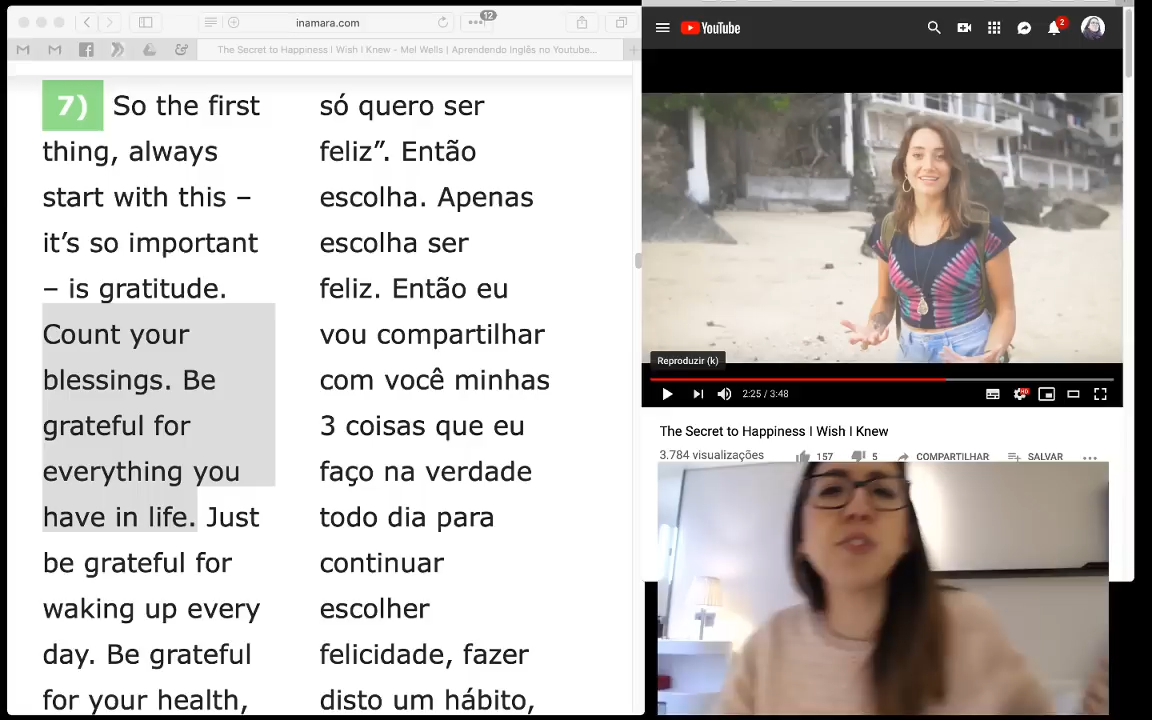 inamara.com
12
The Secret to Happiness I Wish I Knew - Mel Wells | Aprendendo Inglês no Youtube...
7) So the first
thing, always
start with this –
it's so important
– is gratitude.
Count your
blessings. Be
grateful for
everything you
have in life. Just
be grateful for
waking up every
day. Be grateful
for your health,
só quero ser
feliz”. Então
escolha. Apenas
escolha ser
feliz. Então eu
vou compartilhar
com você minhas
3 coisas que eu
faço na verdade
todo dia para
continuar
escolher
felicidade, fazer
disto um hábito,
YouTube
2
Reproduzir (k)
2:25 / 3:48
HD
The Secret to Happiness I Wish I Knew
3.784 visualizações
157
5
COMPARTILHAR
SALVAR